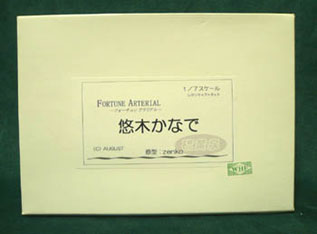 1／7スケール
レジンキャストキット
FORTUNE ARTERIAL
-フォーチュン アテリアル-
悠木かなで
(C) AUGUST
原型：zenko